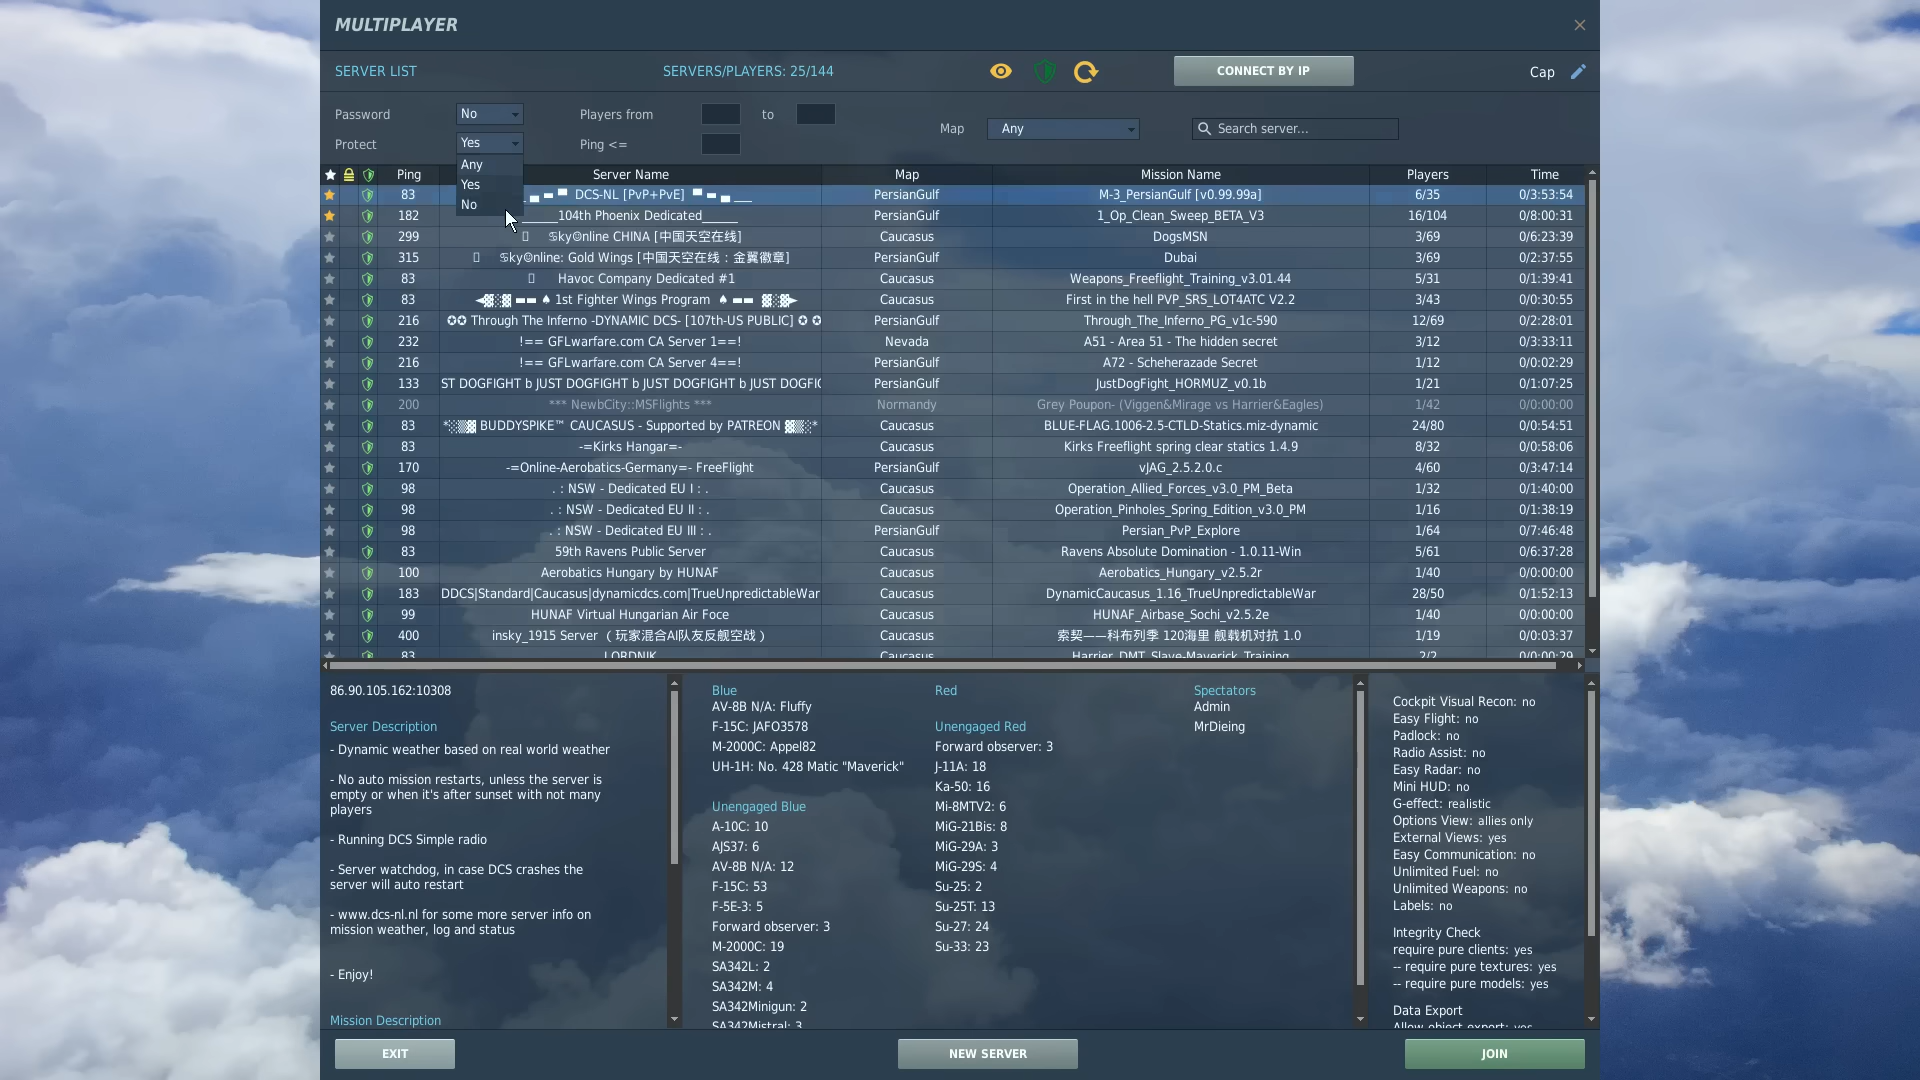 MULTIPLAYER
SERVER LIST SERVERS/PLAYERS: 25/144 CONNECT BY IP Cap
Password No Players from to
Map Any Search server...
Protect Yes Ping <=
Any
Yes
No
Ping Server Name Map Mission Name Players Time
83 DCS-NL [PvP+PvE] ___ PersianGulf M-3_PersianGulf [v0.99.99a] 6/35 0/3:53:54
182 ______104th Phoenix Dedicated______ PersianGulf 1_Op_Clean_Sweep_BETA_V3 16/104 0/8:00:31
299 Sky☺nline CHINA [中国天空在线] Caucasus DogsMSN 3/69 0/6:23:39
315 Sky☺nline: Gold Wings [中国天空在线：金翼徽章] Caucasus Dubai 3/69 0/2:37:55
83 Havoc Company Dedicated #1 Caucasus Weapons_Freeflight_Training_v3.01.44 5/31 0/1:39:41
83 ◄▓░▓ ▬▬ ♠ 1st Fighter Wings Program ♠ ▬▬ ▓░▓► Caucasus First in the hell PVP_SRS_LOT4ATC V2.2 3/43 0/0:30:55
216 ✪✪ Through The Inferno -DYNAMIC DCS- [107th-US PUBLIC] ✪ ✪ PersianGulf Through_The_Inferno_PG_v1c-590 12/69 0/2:28:01
232 !== GFLwarfare.com CA Server 1==! Nevada A51 - Area 51 - The hidden secret 3/12 3:33:11
216 !== GFLwarfare.com CA Server 4==! PersianGulf A72 - Scheherazade Secret 1/12 0/0:02:29
133 ST DOGFIGHT b JUST DOGFIGHT b JUST DOGFIGHT b JUST DOGFIG PersianGulf JustDogFight_HORMUZ_v0.1b 1/21 0/1:07:25
200 *** NewbCity::MSFlights *** Normandy Grey Poupon- (Viggen&Mirage vs Harrier&Eagles) 1/42 0/0:00:00
83 *░▒▓ BUDDYSPIKE™ CAUCASUS - Supported by PATREON ▓▒░* Caucasus BLUE-FLAG.1006-2.5-CTLD-Statics.miz-dynamic 24/80 0/0:54:51
83 -=Kirks Hangar=- Caucasus Kirks Freeflight spring clear statics 1.4.9 8/32 0/0:58:06
170 -=Online-Aerobatics-Germany=- FreeFlight PersianGulf vJAG_2.5.2.0.c 4/60 0/3:47:14
98 . : NSW - Dedicated EU I : . Caucasus Operation_Allied_Forces_v3.0_PM_Beta 1/32 0/1:40:00
98 . : NSW - Dedicated EU II : . Caucasus Operation_Pinholes_Spring_Edition_v3.0_PM 1/16 0/1:38:19
98 . : NSW - Dedicated EU III : . PersianGulf Persian_PvP_Explore 1/64 0/7:46:48
83 59th Ravens Public Server Caucasus Ravens Absolute Domination - 1.0.11-Win 5/61 0/6:37:28
100 Aerobatics Hungary by HUNAF Caucasus Aerobatics_Hungary_v2.5.2r 1/40 0/0:00:00
183 DDCS|Standard|Caucasus|dynamicdcs.com|TrueUnpredictableWar Caucasus DynamicCaucasus_1.16_TrueUnpredictableWar 28/50 0/1:52:13
99 HUNAF Virtual Hungarian Air Foce Caucasus HUNAF_Airbase_Sochi_v2.5.2e 1/40 0/0:00:00
400 insky_1915 Server （玩家混合AI队友反舰空战） Caucasus 索契——科布列季 120海里 舰载机对抗 1.0 1/19 0/0:03:37
83 LORDNIK Caucasus Harrier_DMT_Slave-Maverick_Training 2/2 0/0:00:29
86.90.105.162:10308
Server Description
- Dynamic weather based on real world weather
- No auto mission restarts, unless the server is
empty or when it's after sunset with not many
players
- Running DCS Simple radio
- Server watchdog, in case DCS crashes the
server will auto restart
- www.dcs-nl.nl for some more server info on
mission weather, log and status
- Enjoy!
Mission Description
Blue
AV-8B N/A: Fluffy
F-15C: JAFO3578
M-2000C: Appel82
UH-1H: No. 428 Matic "Maverick"
Unengaged Blue
A-10C: 10
AJS37: 6
AV-8B N/A: 12
F-15C: 53
F-5E-3: 5
Forward observer: 3
M-2000C: 19
SA342L: 2
SA342M: 4
SA342Minigun: 2
SA342Mistral: 3
Red
Unengaged Red
Forward observer: 3
J-11A: 18
Ka-50: 16
Mi-8MTV2: 6
MiG-21Bis: 8
MiG-29A: 3
MiG-29S: 4
Su-25: 2
Su-25T: 13
Su-27: 24
Su-33: 23
Spectators
Admin
MrDieing
Cockpit Visual Recon: no
Easy Flight: no
Padlock: no
Radio Assist: no
Easy Radar: no
Mini HUD: no
G-effect: realistic
Options View: allies only
External Views: yes
Easy Communication: no
Unlimited Fuel: no
Unlimited Weapons: no
Labels: no
Integrity Check
require pure clients: yes
-- require pure textures: yes
-- require pure models: yes
Data Export
Allow object export: yes
EXIT NEW SERVER JOIN